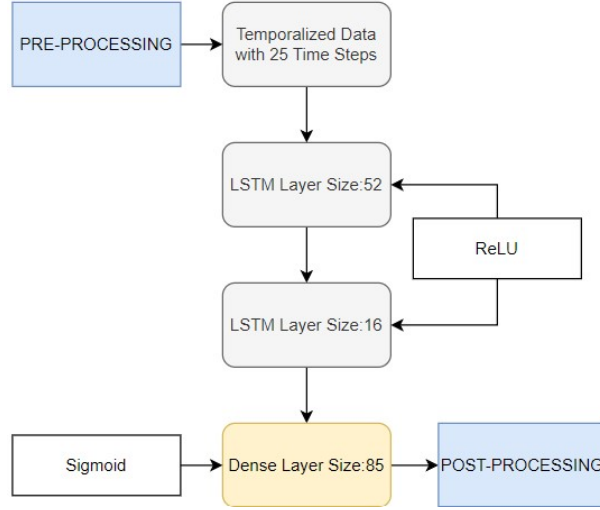 PRE-PROCESSING
Temporalized Data
with 25 Time Steps
LSTM Layer Size:52
ReLU
LSTM Layer Size:16
Sigmoid
Dense Layer Size:85
POST-PROCESSING